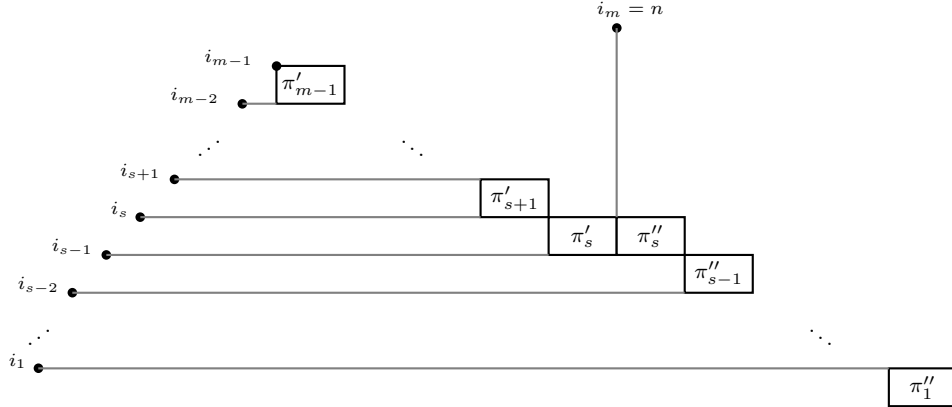 i_m = n
i_{m−1}
π′_{m−1}
i_{m−2}
⋰ ⋱
i_{s+1}
π′_{s+1}
i_s
π′_s π″_s
i_{s−1}
π″_{s−1}
i_{s−2}
⋰ ⋱
i_1
π″_1